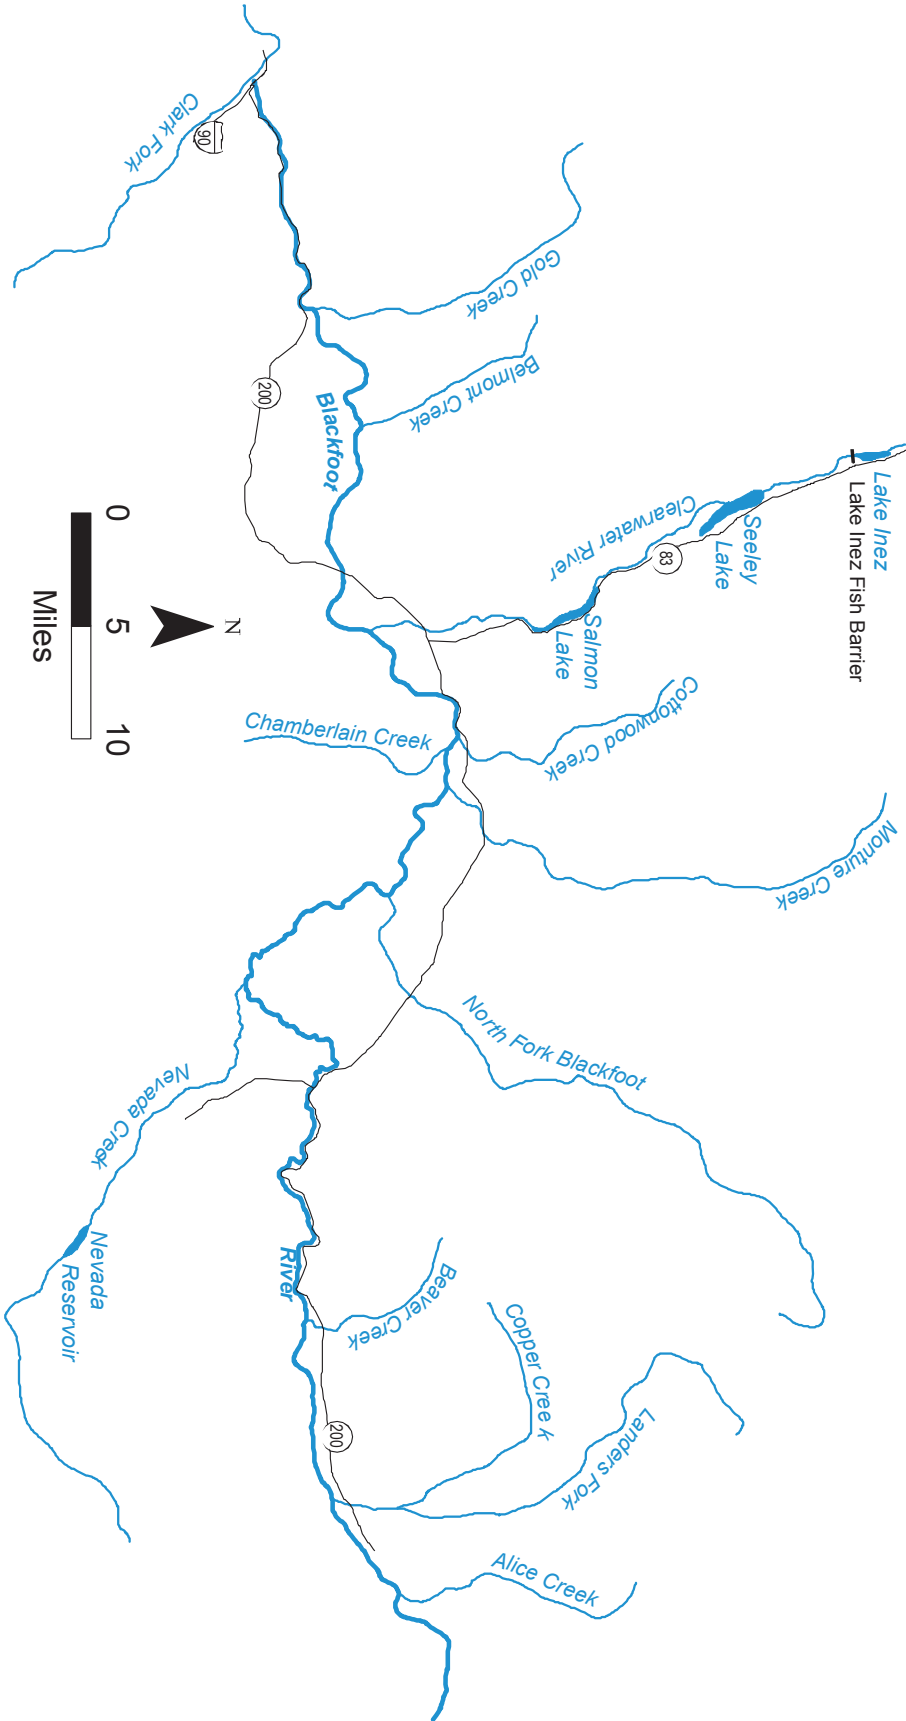 Clark Fork
90
Gold Creek
Belmont Creek
200
Blackfoot
Lake Inez
Lake Inez Fish Barrier
Seeley
Lake
Clearwater River
83
Salmon
Lake
0
5
10
Miles
N
Cottonwood Creek
Chamberlain Creek
Monture Creek
North Fork Blackfoot
Nevada Creek
Nevada
Reservoir
River
Beaver Creek
Copper Cree k
200
Landers Fork
Alice Creek